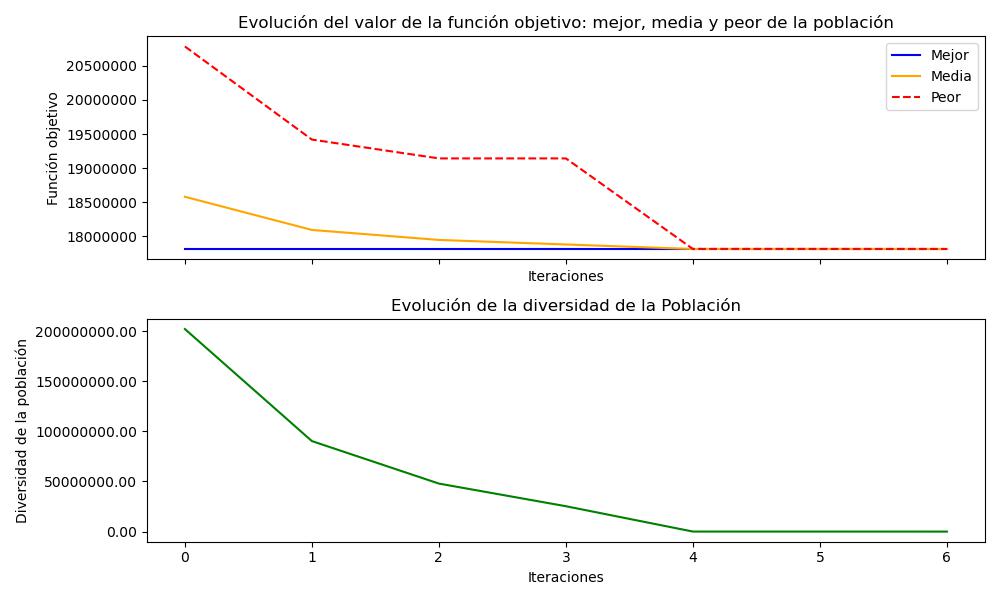 Evolución del valor de la función objetivo: mejor, media y peor de la población
Función objetivo
20500000
20000000
19500000
19000000
18500000
18000000
Mejor
Media
Peor
Iteraciones
Evolución de la diversidad de la Población
Diversidad de la población
200000000.00
150000000.00
100000000.00
50000000.00
0.00
0 1 2 3 4 5 6
Iteraciones